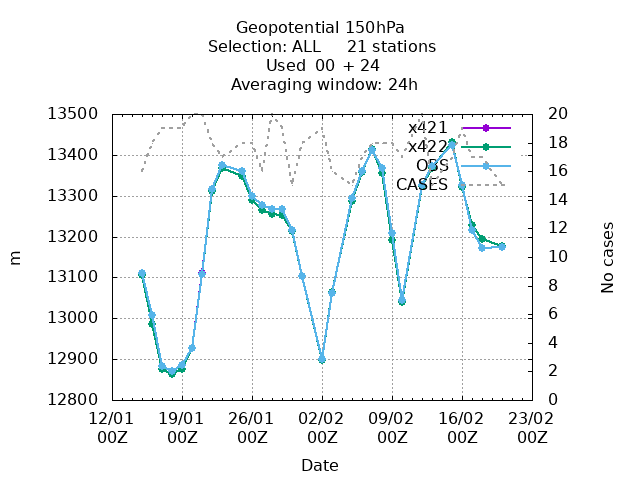 Geopotential 150hPa
Selection: ALL     21 stations
Used  00  + 24
Averaging window: 24h
13500
13400
13300
13200
13100
13000
12900
12800
m
20
18
16
14
12
10
8
6
4
2
0
No cases
x421
x422
OBS
CASES
12/01 19/01 26/01 02/02 09/02 16/02 23/02
00Z 00Z 00Z 00Z 00Z 00Z 00Z
Date